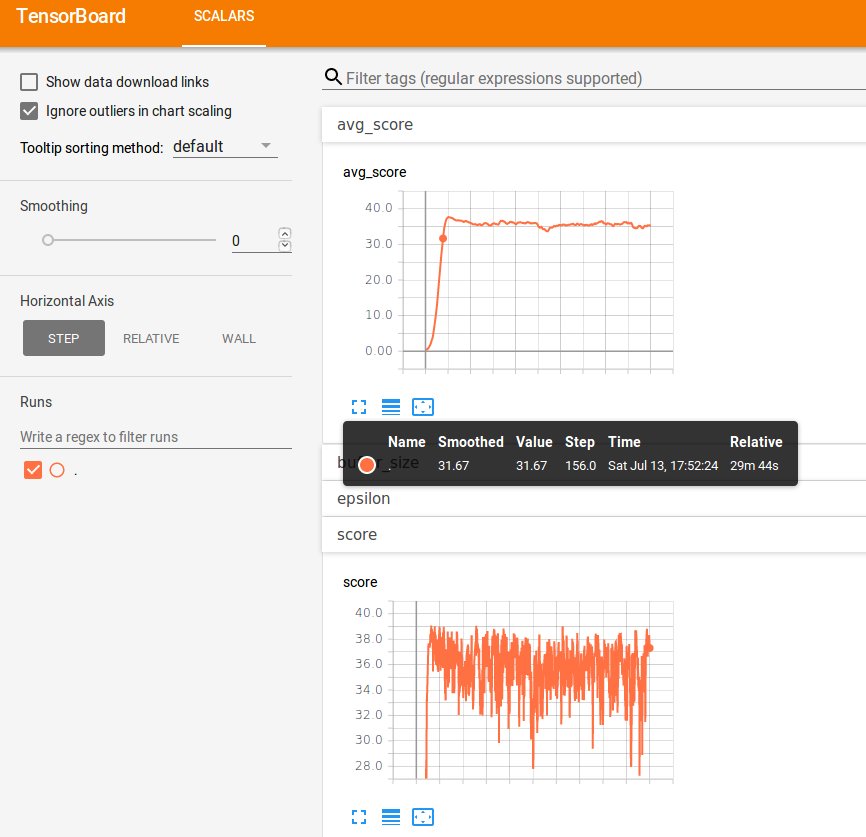 TensorBoard SCALARS
Show data download links
Ignore outliers in chart scaling
Tooltip sorting method: default
Smoothing
0
Horizontal Axis
STEP RELATIVE WALL
Runs
Write a regex to filter runs
.
Filter tags (regular expressions supported)
avg_score
avg_score
40.0
30.0
20.0
10.0
0.00
Name Smoothed Value Step Time Relative
. 31.67 31.67 156.0 Sat Jul 13, 17:52:24 29m 44s
buffer_size
epsilon
score
score
40.0
38.0
36.0
34.0
32.0
30.0
28.0